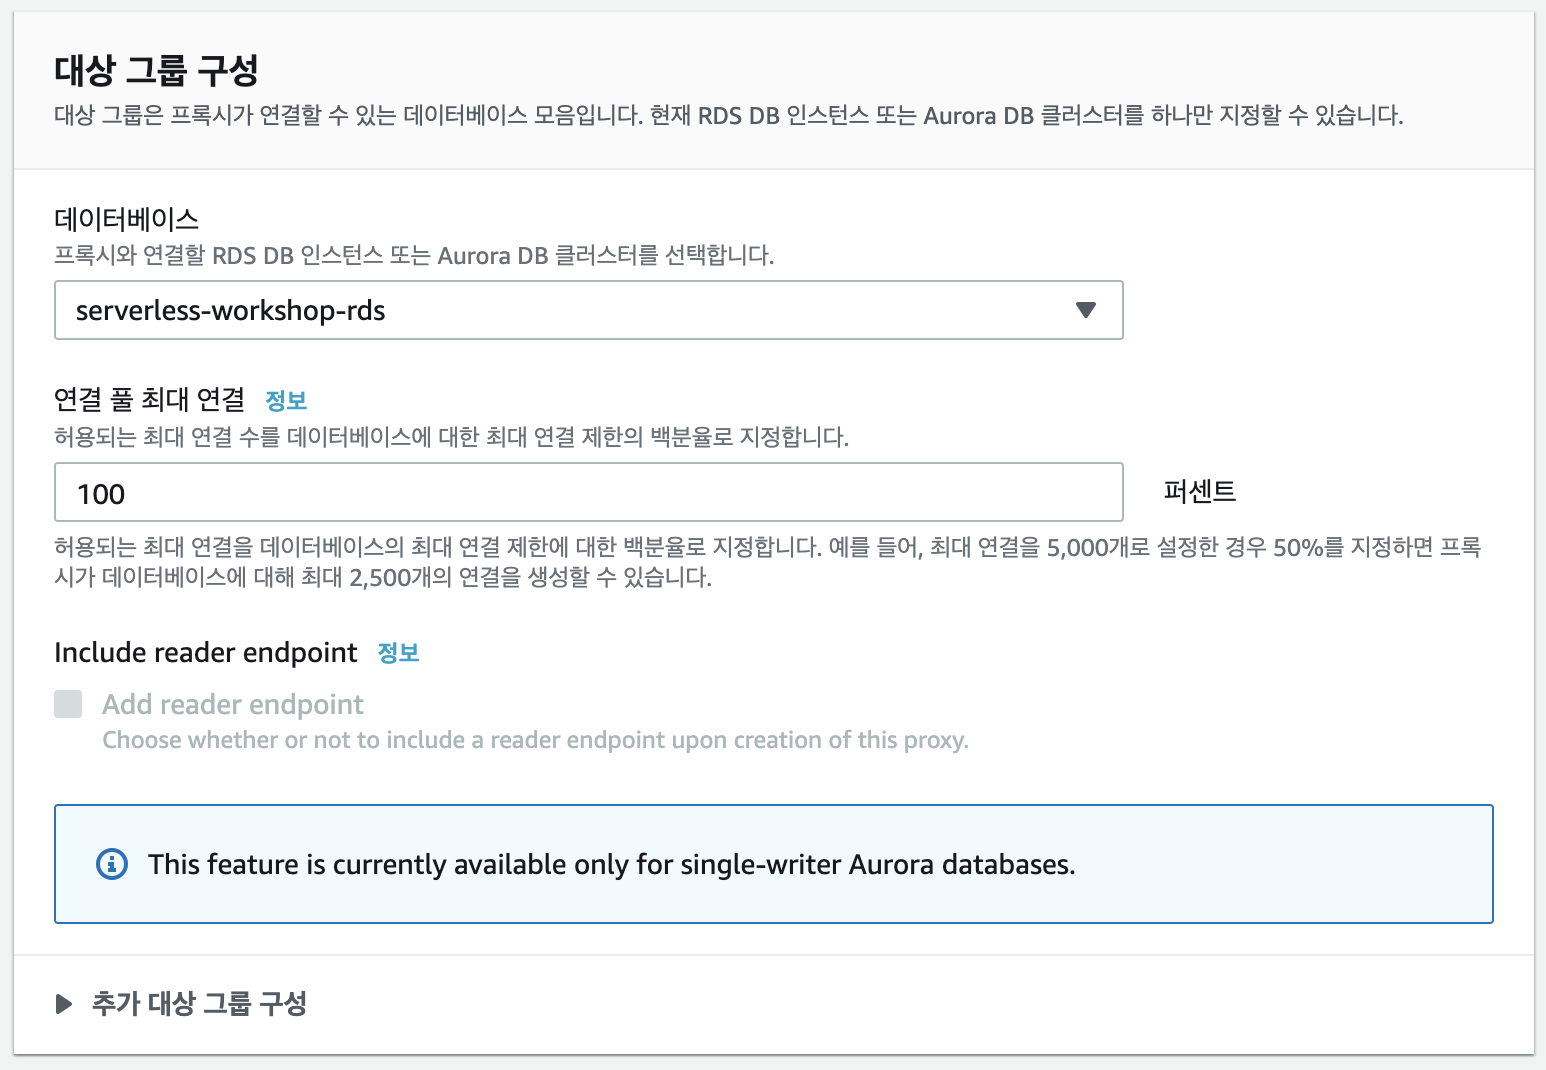 대상 그룹 구성
대상 그룹은 프록시가 연결할 수 있는 데이터베이스 모음입니다. 현재 RDS DB 인스턴스 또는 Aurora DB 클러스터를 하나만 지정할 수 있습니다.
데이터베이스
프록시와 연결할 RDS DB 인스턴스 또는 Aurora DB 클러스터를 선택합니다.
serverless-workshop-rds
연결 풀 최대 연결 정보
허용되는 최대 연결 수를 데이터베이스에 대한 최대 연결 제한의 백분율로 지정합니다.
100 퍼센트
허용되는 최대 연결을 데이터베이스의 최대 연결 제한에 대한 백분율로 지정합니다. 예를 들어, 최대 연결을 5,000개로 설정한 경우 50%를 지정하면 프록
시가 데이터베이스에 대해 최대 2,500개의 연결을 생성할 수 있습니다.
Include reader endpoint 정보
Add reader endpoint
Choose whether or not to include a reader endpoint upon creation of this proxy.
This feature is currently available only for single-writer Aurora databases.
추가 대상 그룹 구성